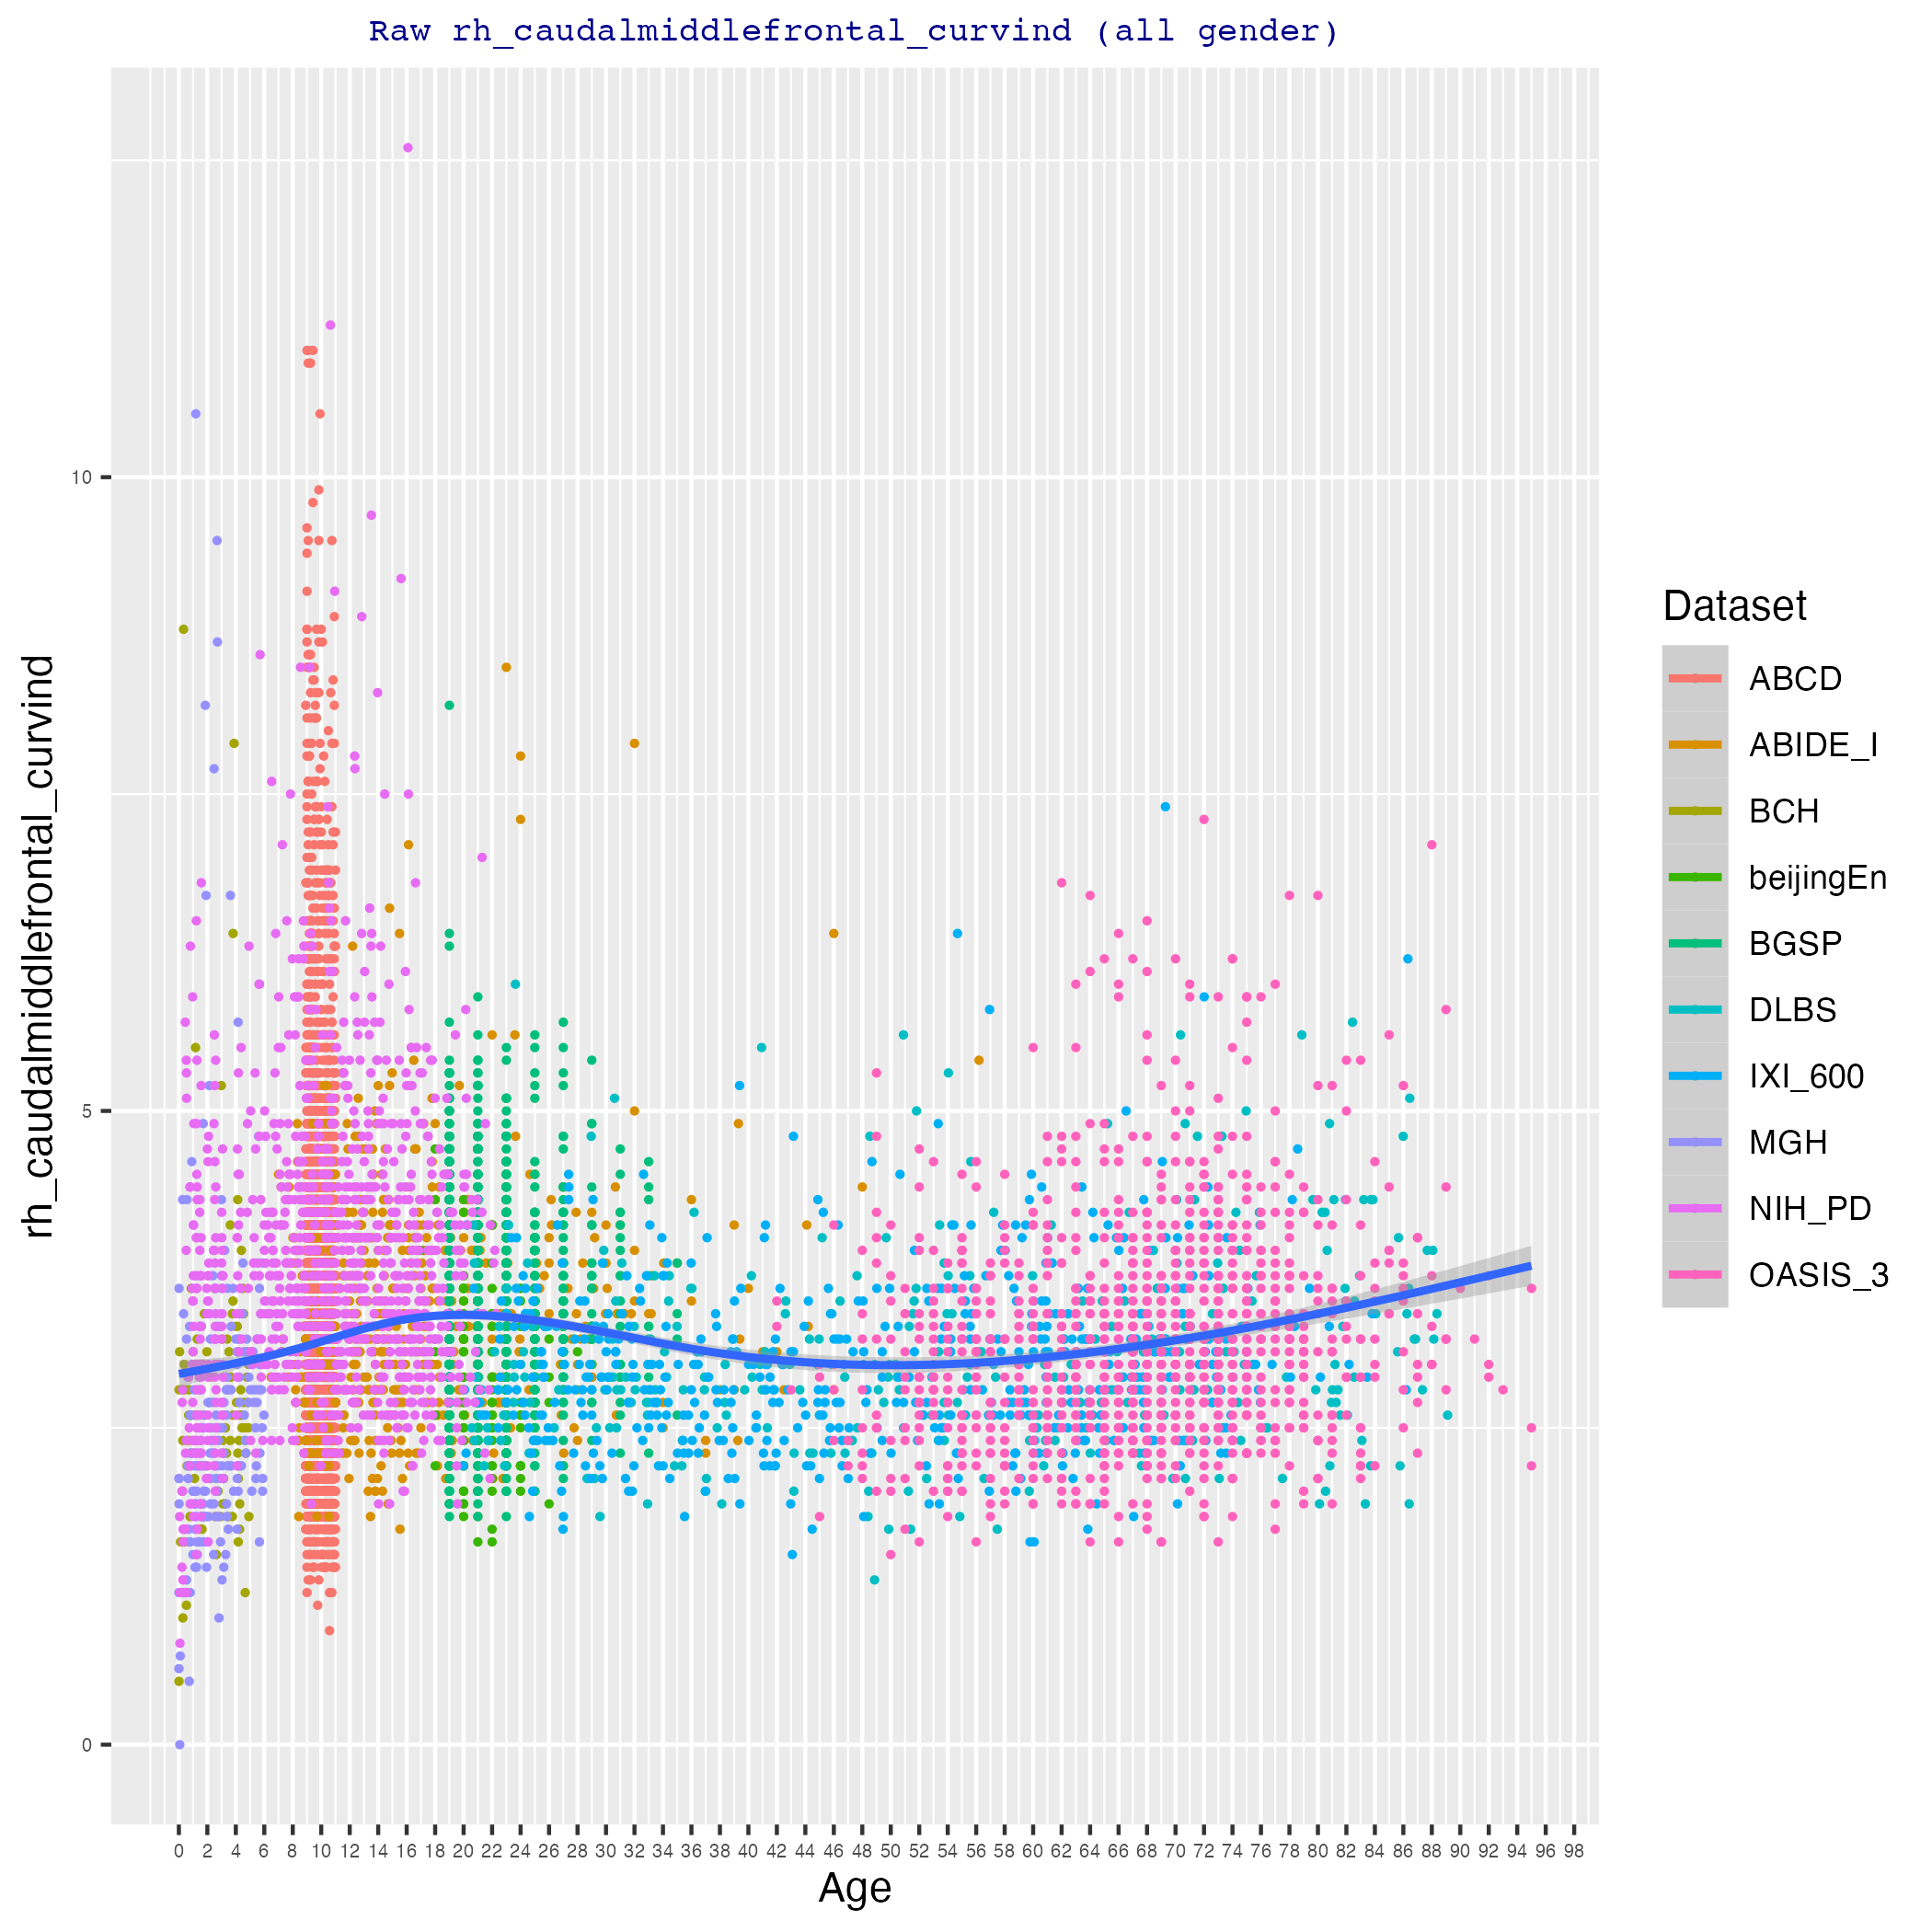 Raw rh_caudalmiddlefrontal_curvind (all gender)
rh_caudalmiddlefrontal_curvind
10
5
0
0 2 4 6 8 10 12 14 16 18 20 22 24 26 28 30 32 34 36 38 40 42 44 46 48 50 52 54 56 58 60 62 64 66 68 70 72 74 76 78 80 82 84 86 88 90 92 94 96 98
Age
Dataset
ABCD
ABIDE_I
BCH
beijingEn
BGSP
DLBS
IXI_600
MGH
NIH_PD
OASIS_3